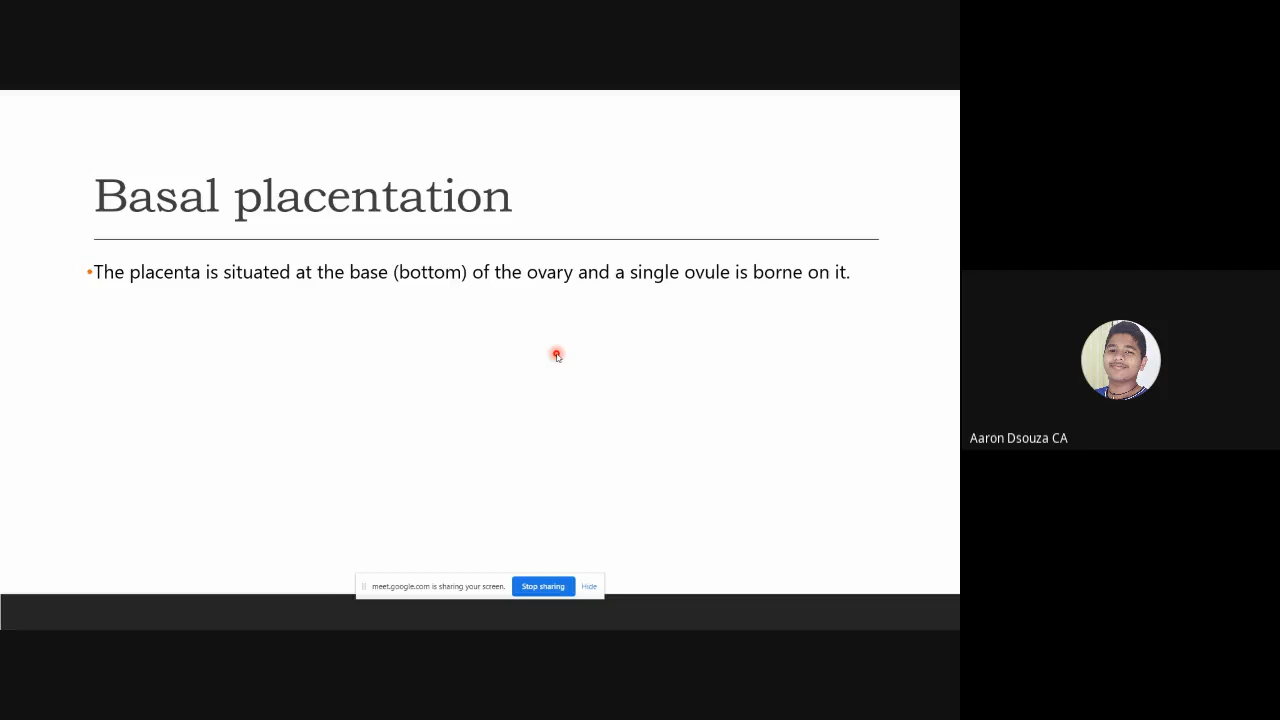 Basal placentation
•The placenta is situated at the base (bottom) of the ovary and a single ovule is borne on it.
Aaron Dsouza CA
meet.google.com is sharing your screen. Stop sharing Hide